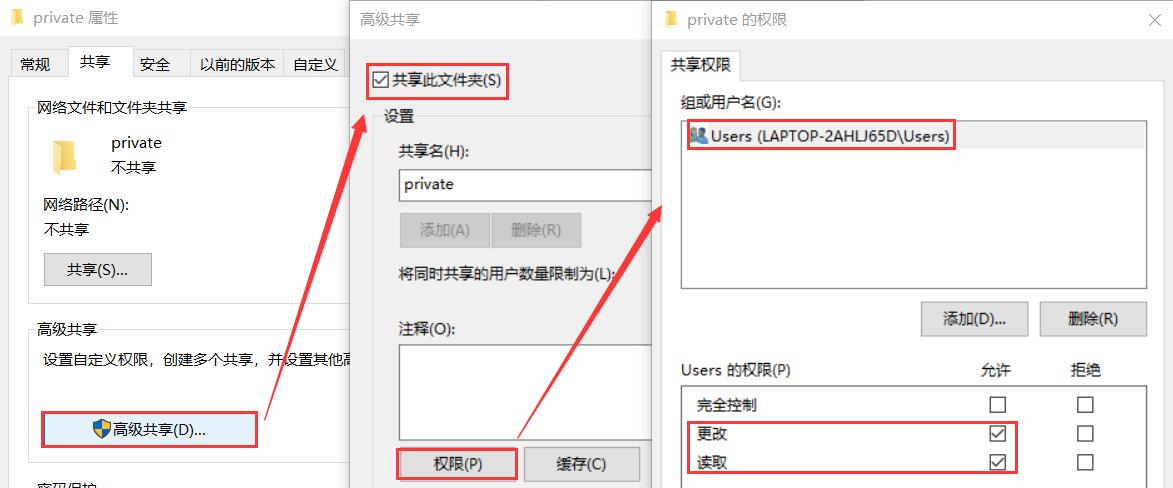 private 属性
常规 共享 安全 以前的版本 自定义
网络文件和文件夹共享
private
不共享
网络路径(N):
不共享
共享(S)...
高级共享
设置自定义权限，创建多个共享，并设置其他高
高级共享(D)...
密码保护
高级共享
共享此文件夹(S)
设置
共享名(H):
private
添加(A) 删除(R)
将同时共享的用户数量限制为(L):
注释(O):
权限(P) 缓存(C)
private 的权限
共享权限
组或用户名(G):
Users (LAPTOP-2AHLJ65D\Users)
添加(D)... 删除(R)
Users 的权限(P) 允许 拒绝
完全控制
更改
读取